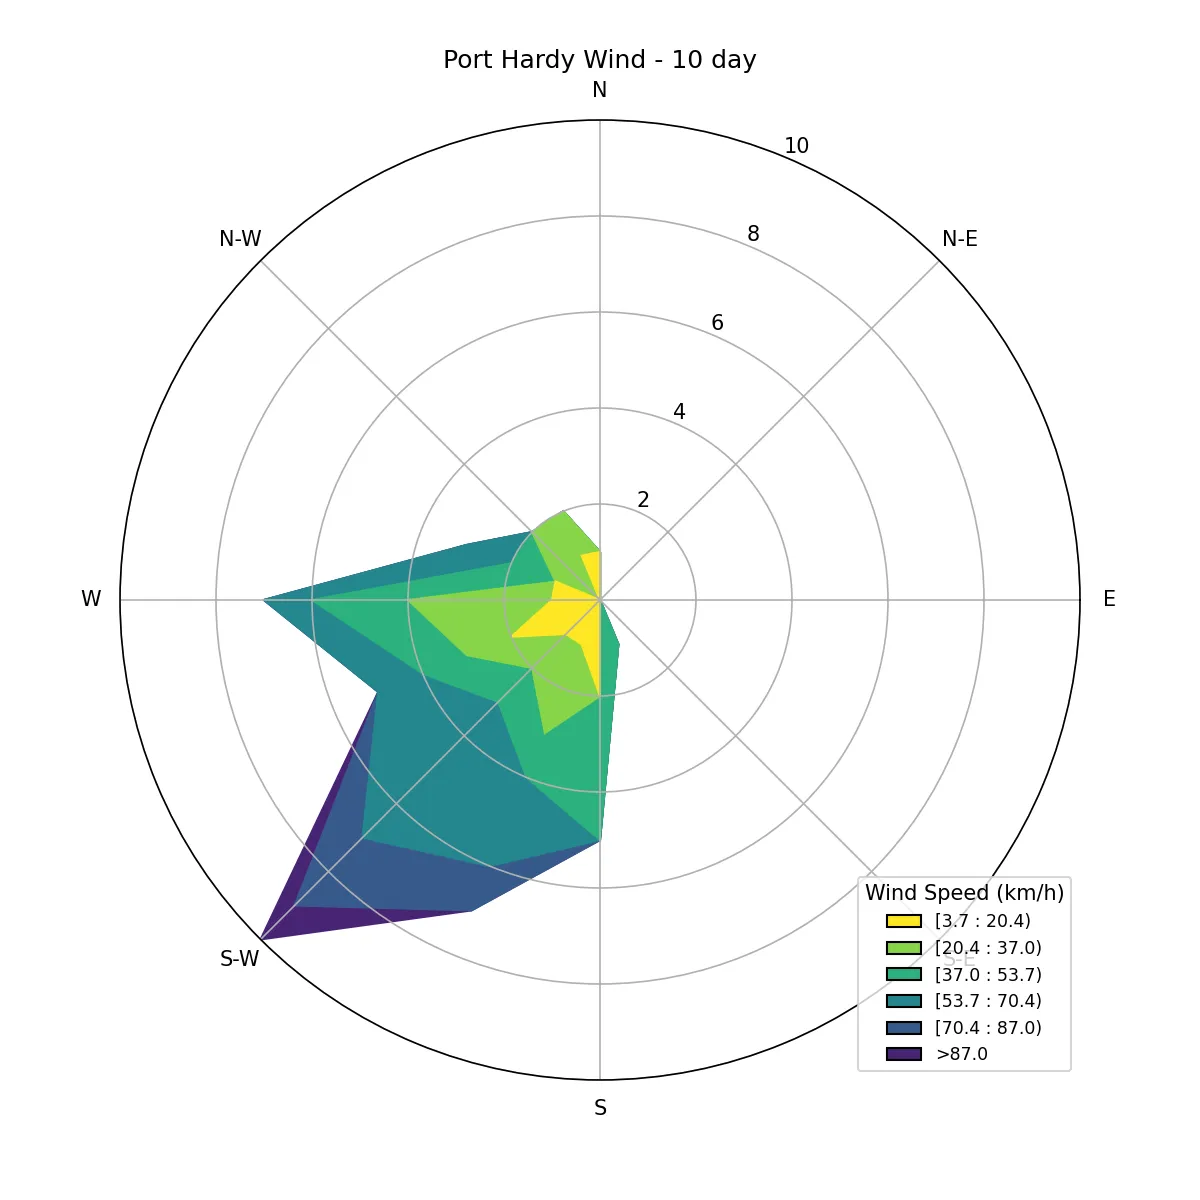 Port Hardy Wind - 10 day
N
10
N-W
N-E
8
6
4
2
W
E
Wind Speed (km/h)
[3.7 : 20.4)
[20.4 : 37.0)
S-W
S-E
[37.0 : 53.7)
[53.7 : 70.4)
[70.4 : 87.0)
>87.0
S